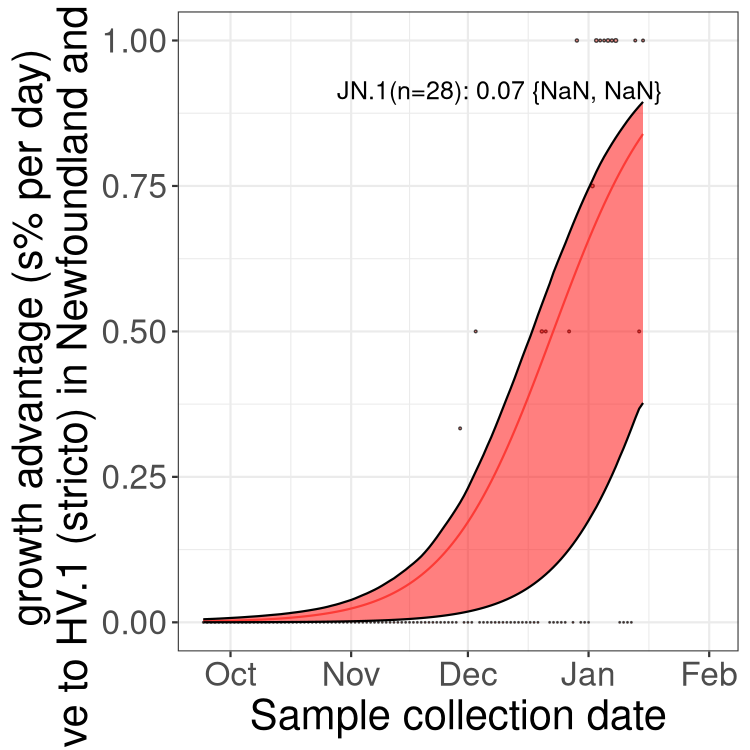 growth advantage (s% per day)
ve to HV.1 (stricto) in Newfoundland and
1.00
0.75
0.50
0.25
0.00
JN.1(n=28): 0.07 {NaN, NaN}
Oct Nov Dec Jan Feb
Sample collection date